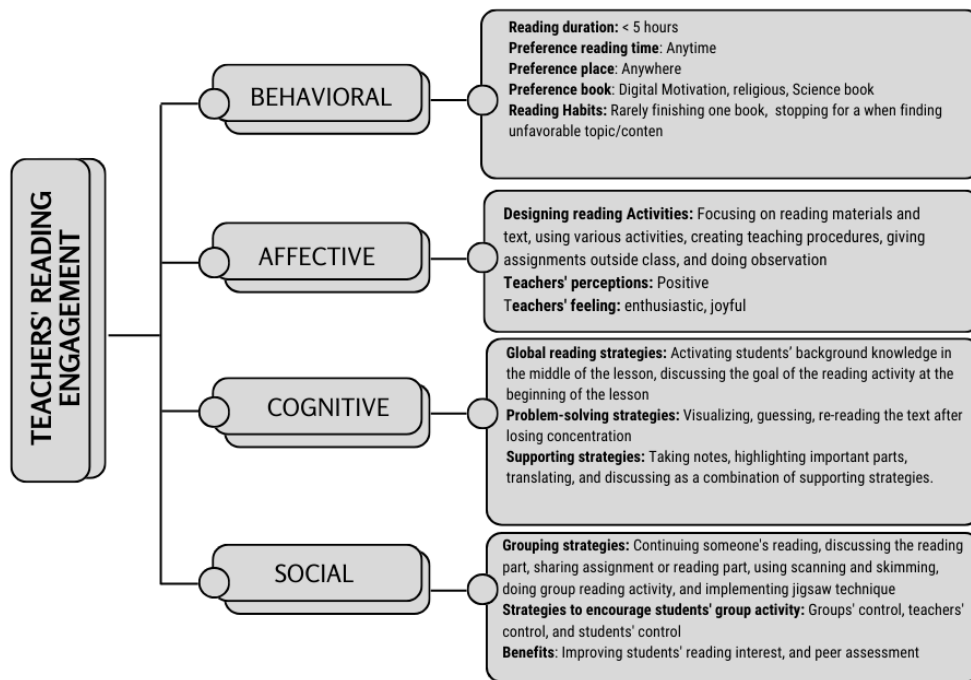 TEACHERS' READING
ENGAGEMENT
BEHAVIORAL
Reading duration: < 5 hours
Preference reading time: Anytime
Preference place: Anywhere
Preference book: Digital Motivation, religious, Science book
Reading Habits: Rarely finishing one book, stopping for a when finding
unfavorable topic/conten
AFFECTIVE
Designing reading Activities: Focusing on reading materials and
text, using various activities, creating teaching procedures, giving
assignments outside class, and doing observation
Teachers' perceptions: Positive
Teachers' feeling: enthusiastic, joyful
COGNITIVE
Global reading strategies: Activating students' background knowledge in
the middle of the lesson, discussing the goal of the reading activity at the
beginning of the lesson
Problem-solving strategies: Visualizing, guessing, re-reading the text after
losing concentration
Supporting strategies: Taking notes, highlighting important parts,
translating, and discussing as a combination of supporting strategies.
SOCIAL
Grouping strategies: Continuing someone's reading, discussing the reading
part, sharing assignment or reading part, using scanning and skimming,
doing group reading activity, and implementing jigsaw technique
Strategies to encourage students' group activity: Groups' control, teachers'
control, and students' control
Benefits: Improving students' reading interest, and peer assessment